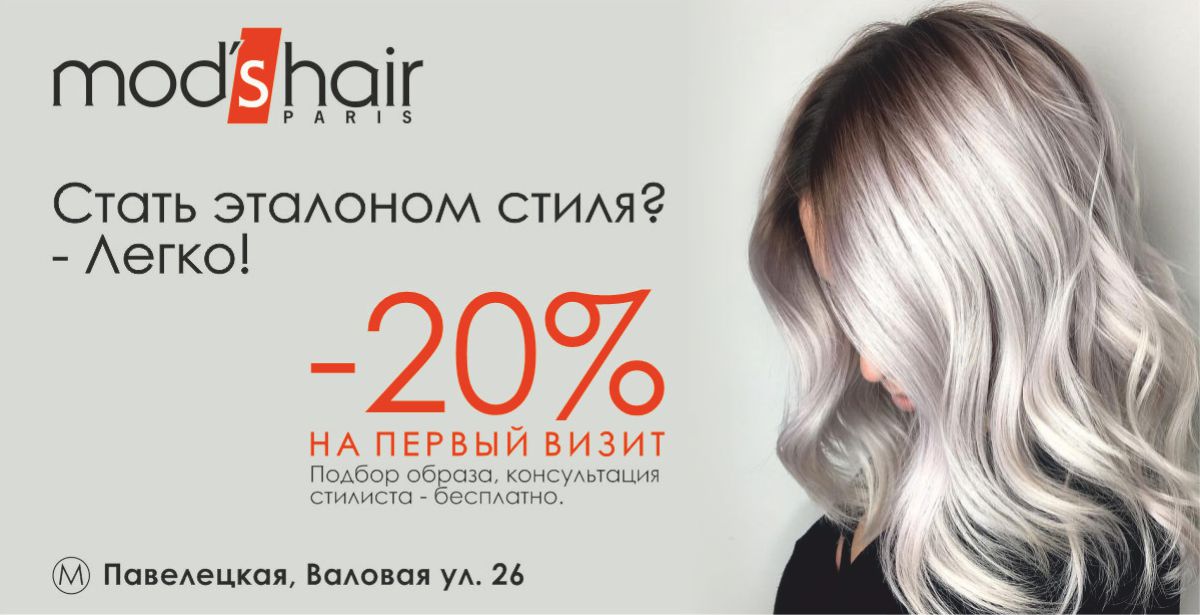 mod's hair
PARIS
Стать эталоном стиля?
- Легко!
-20%
НА ПЕРВЫЙ ВИЗИТ
Подбор образа, консультация
стилиста - бесплатно.
М Павелецкая, Валовая ул. 26